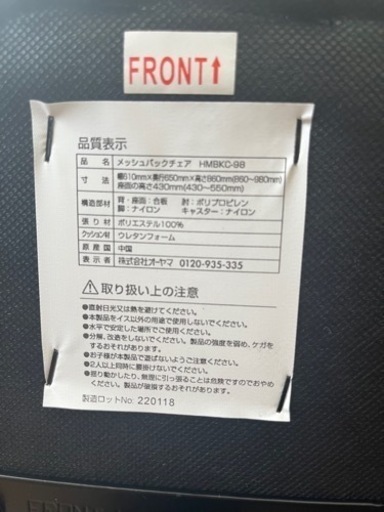 FRONT↑
品質表示
品 名 メッシュバックチェア HMBKC-98
寸 法 幅610mm×奥行650mm×高さ860mm(860~980mm)
座面の高さ430mm(430~550mm)
構造部材 背・座面：合板 肘：ポリプロピレン
脚：ナイロン キャスター：ナイロン
張り材 ポリエステル100%
クッション材 ウレタンフォーム
原産国 中国
表示者 株式会社オーヤマ 0120-935-335
⚠取り扱い上の注意
●直射日光又は熱を避けてください。
●本製品をイス以外の用途で使用しないでください。
●水平で安定した場所でご使用ください。
●分解、改造をしないでください。製品の強度を弱め、ケガを
するおそれがあります。
●お子様が本製品で遊ばないようご注意ください。
●2人以上同時に腰掛けないでください。
●揺り動かしたり、無理に引っ張ることは危険ですのでおやめ
ください。製品が破損するおそれがあります。
製造ロットNo: 220118